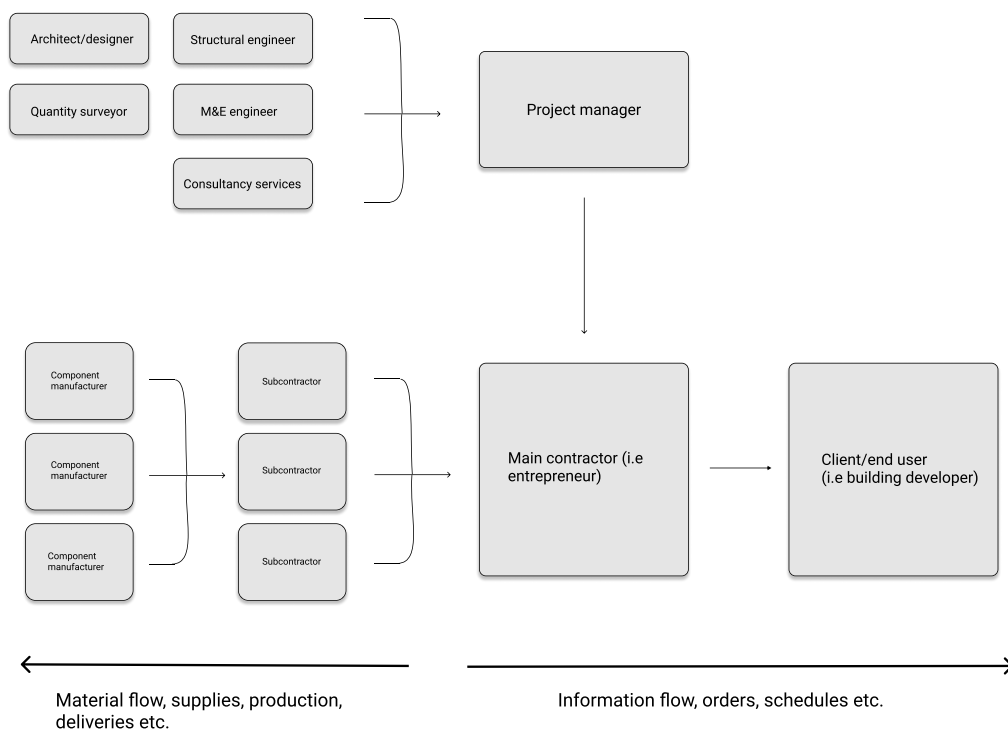 Architect/designer
Structural engineer
Quantity surveyor
M&E engineer
Consultancy services
Project manager
Component
manufacturer
Subcontractor
Component
manufacturer
Subcontractor
Component
manufacturer
Subcontractor
Main contractor (i.e
entrepreneur)
Client/end user
(i.e building developer)
Material flow, supplies, production,
deliveries etc.
Information flow, orders, schedules etc.